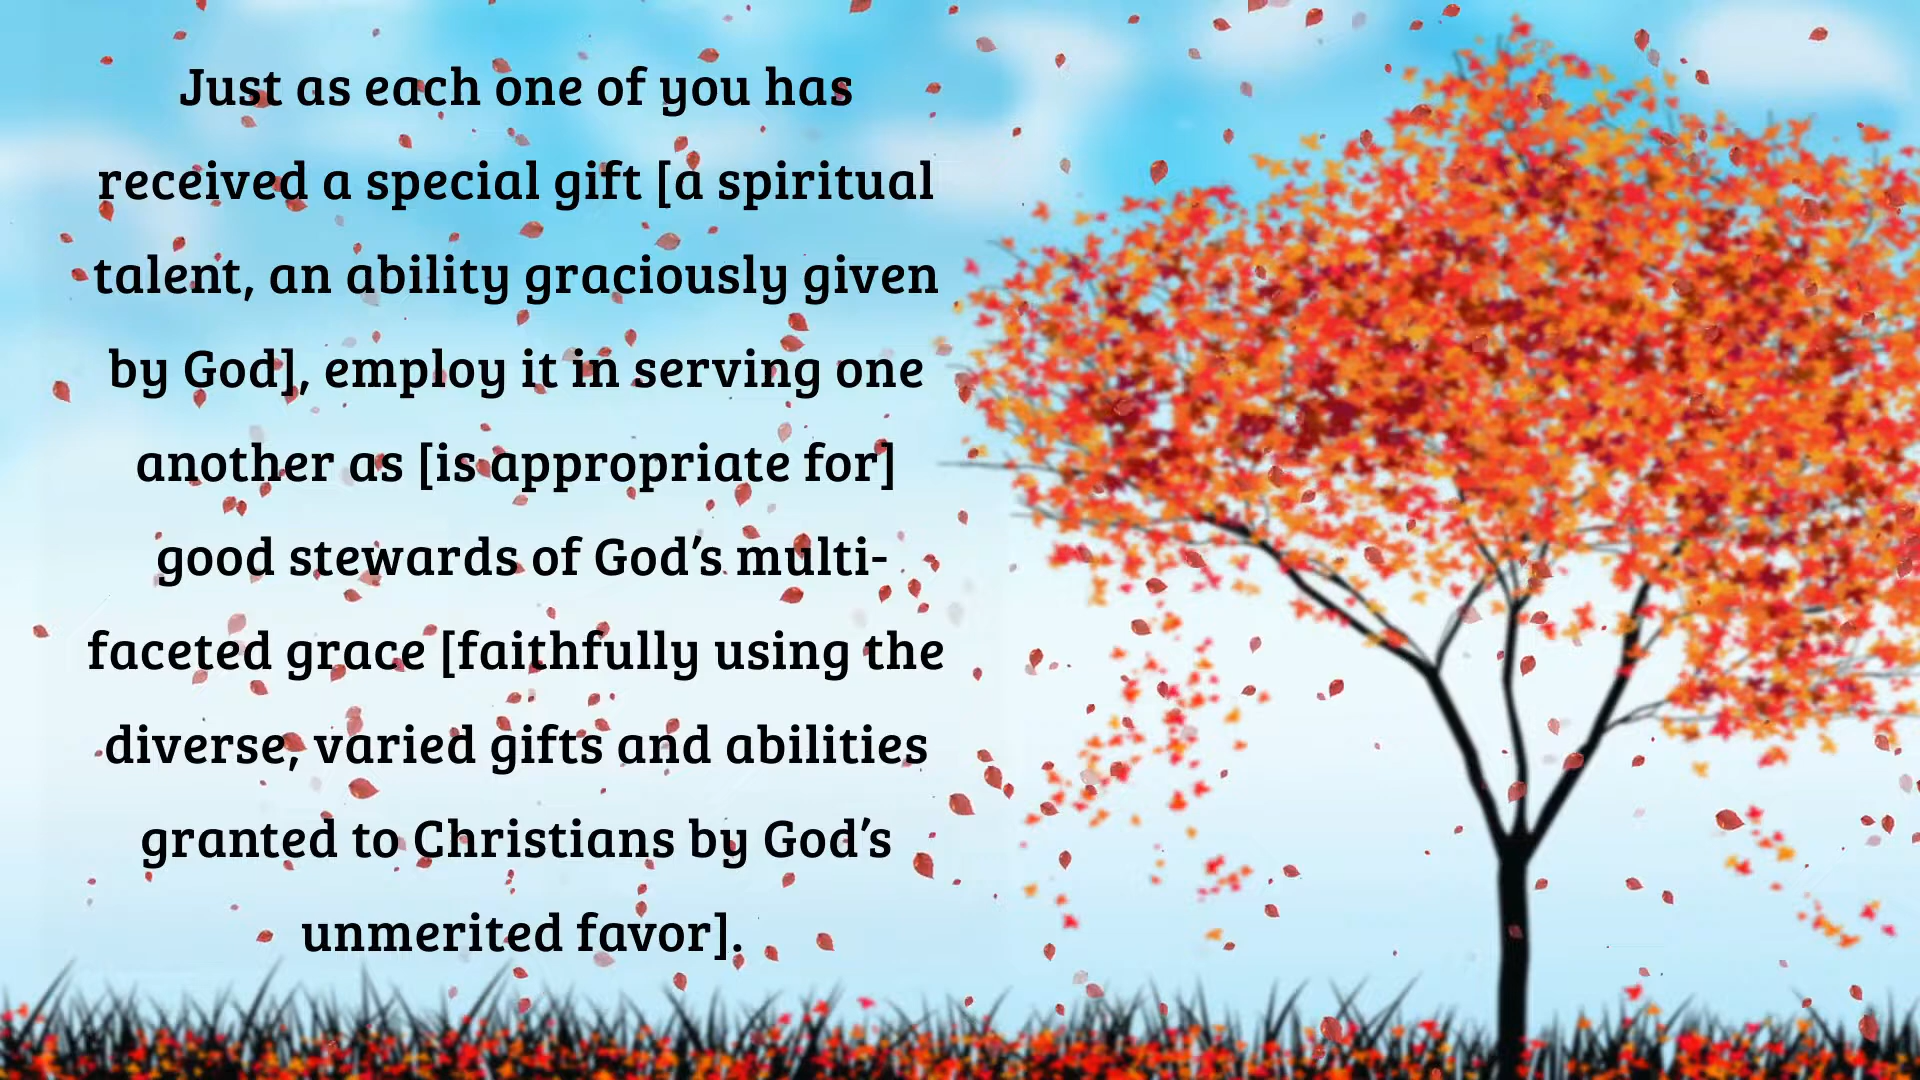 Just as each one of you has
received a special gift [a spiritual
talent, an ability graciously given
by God], employ it in serving one
another as [is appropriate for]
good stewards of God’s multi-
faceted grace [faithfully using the
diverse, varied gifts and abilities
granted to Christians by God’s
unmerited favor].